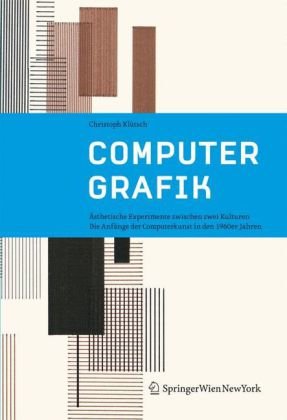 Christoph Klütsch
COMPUTER
GRAFIK
Ästhetische Experimente zwischen zwei Kulturen
Die Anfänge der Computerkunst in den 1960er Jahren
SpringerWienNewYork